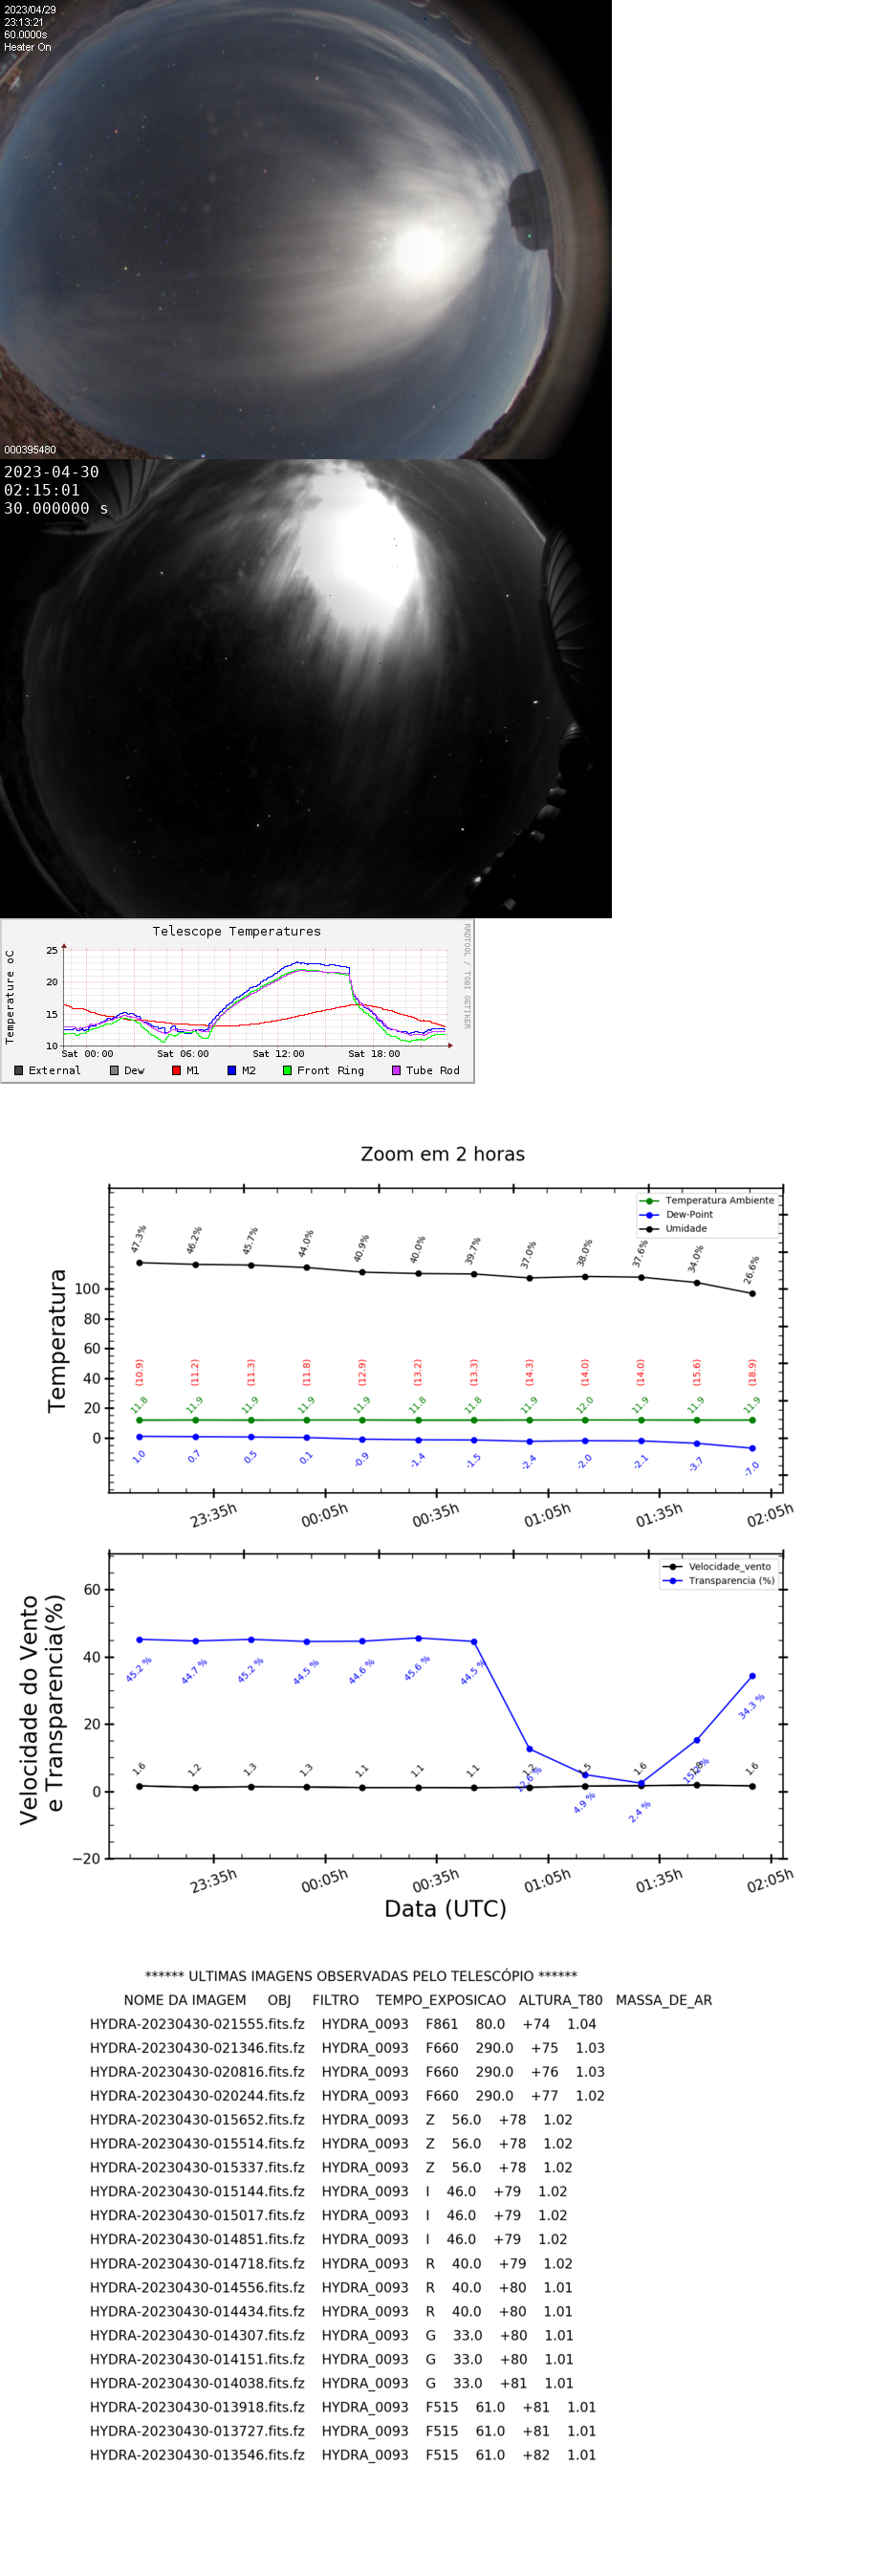 2023/04/29
23:13:21
60.0000s
Heater On
000395480
2023-04-30
02:15:01
30.000000 s
Telescope Temperatures
RRDTOOL / TOBI OETIKER
Temperature oC
25
20
15
10
Sat 00:00 Sat 06:00 Sat 12:00 Sat 18:00
External Dew M1 M2 Front Ring Tube Rod
Zoom em 2 horas
Temperatura Ambiente
Dew-Point
Umidade
47.3% 46.2% 45.7% 44.0% 40.9% 40.0% 39.7% 37.0% 38.0% 37.6% 34.0% 26.6%
Temperatura
100
80
60
40
20
0
(10.9) (11.2) (11.3) (11.8) (12.9) (13.2) (13.3) (14.3) (14.0) (14.0) (15.6) (18.9)
11.8 11.9 11.9 11.9 11.9 11.8 11.8 11.9 12.0 11.9 11.9 11.9
1.0 0.7 0.5 0.1 -0.9 -1.4 -1.5 -2.4 -2.0 -2.1 -3.7 -7.0
23:35h 00:05h 00:35h 01:05h 01:35h 02:05h
Velocidade_vento
Transparencia (%)
Velocidade do Vento
e Transparencia(%)
60
40
20
0
−20
45.2 % 44.7 % 45.2 % 44.5 % 44.6 % 45.6 % 44.5 % 12.6 % 4.9 % 2.4 % 34.3 %
1.6 1.2 1.3 1.3 1.1 1.1 1.1 1.2 1.6 1.6
23:35h 00:05h 00:35h 01:05h 01:35h 02:05h
Data (UTC)
****** ULTIMAS IMAGENS OBSERVADAS PELO TELESCÓPIO ******
NOME DA IMAGEM OBJ FILTRO TEMPO_EXPOSICAO ALTURA_T80 MASSA_DE_AR
HYDRA-20230430-021555.fits.fz HYDRA_0093 F861 80.0 +74 1.04
HYDRA-20230430-021346.fits.fz HYDRA_0093 F660 290.0 +75 1.03
HYDRA-20230430-020816.fits.fz HYDRA_0093 F660 290.0 +76 1.03
HYDRA-20230430-020244.fits.fz HYDRA_0093 F660 290.0 +77 1.02
HYDRA-20230430-015652.fits.fz HYDRA_0093 Z 56.0 +78 1.02
HYDRA-20230430-015514.fits.fz HYDRA_0093 Z 56.0 +78 1.02
HYDRA-20230430-015337.fits.fz HYDRA_0093 Z 56.0 +78 1.02
HYDRA-20230430-015144.fits.fz HYDRA_0093 I 46.0 +79 1.02
HYDRA-20230430-015017.fits.fz HYDRA_0093 I 46.0 +79 1.02
HYDRA-20230430-014851.fits.fz HYDRA_0093 I 46.0 +79 1.02
HYDRA-20230430-014718.fits.fz HYDRA_0093 R 40.0 +79 1.02
HYDRA-20230430-014556.fits.fz HYDRA_0093 R 40.0 +80 1.01
HYDRA-20230430-014434.fits.fz HYDRA_0093 R 40.0 +80 1.01
HYDRA-20230430-014307.fits.fz HYDRA_0093 G 33.0 +80 1.01
HYDRA-20230430-014151.fits.fz HYDRA_0093 G 33.0 +80 1.01
HYDRA-20230430-014038.fits.fz HYDRA_0093 G 33.0 +81 1.01
HYDRA-20230430-013918.fits.fz HYDRA_0093 F515 61.0 +81 1.01
HYDRA-20230430-013727.fits.fz HYDRA_0093 F515 61.0 +81 1.01
HYDRA-20230430-013546.fits.fz HYDRA_0093 F515 61.0 +82 1.01